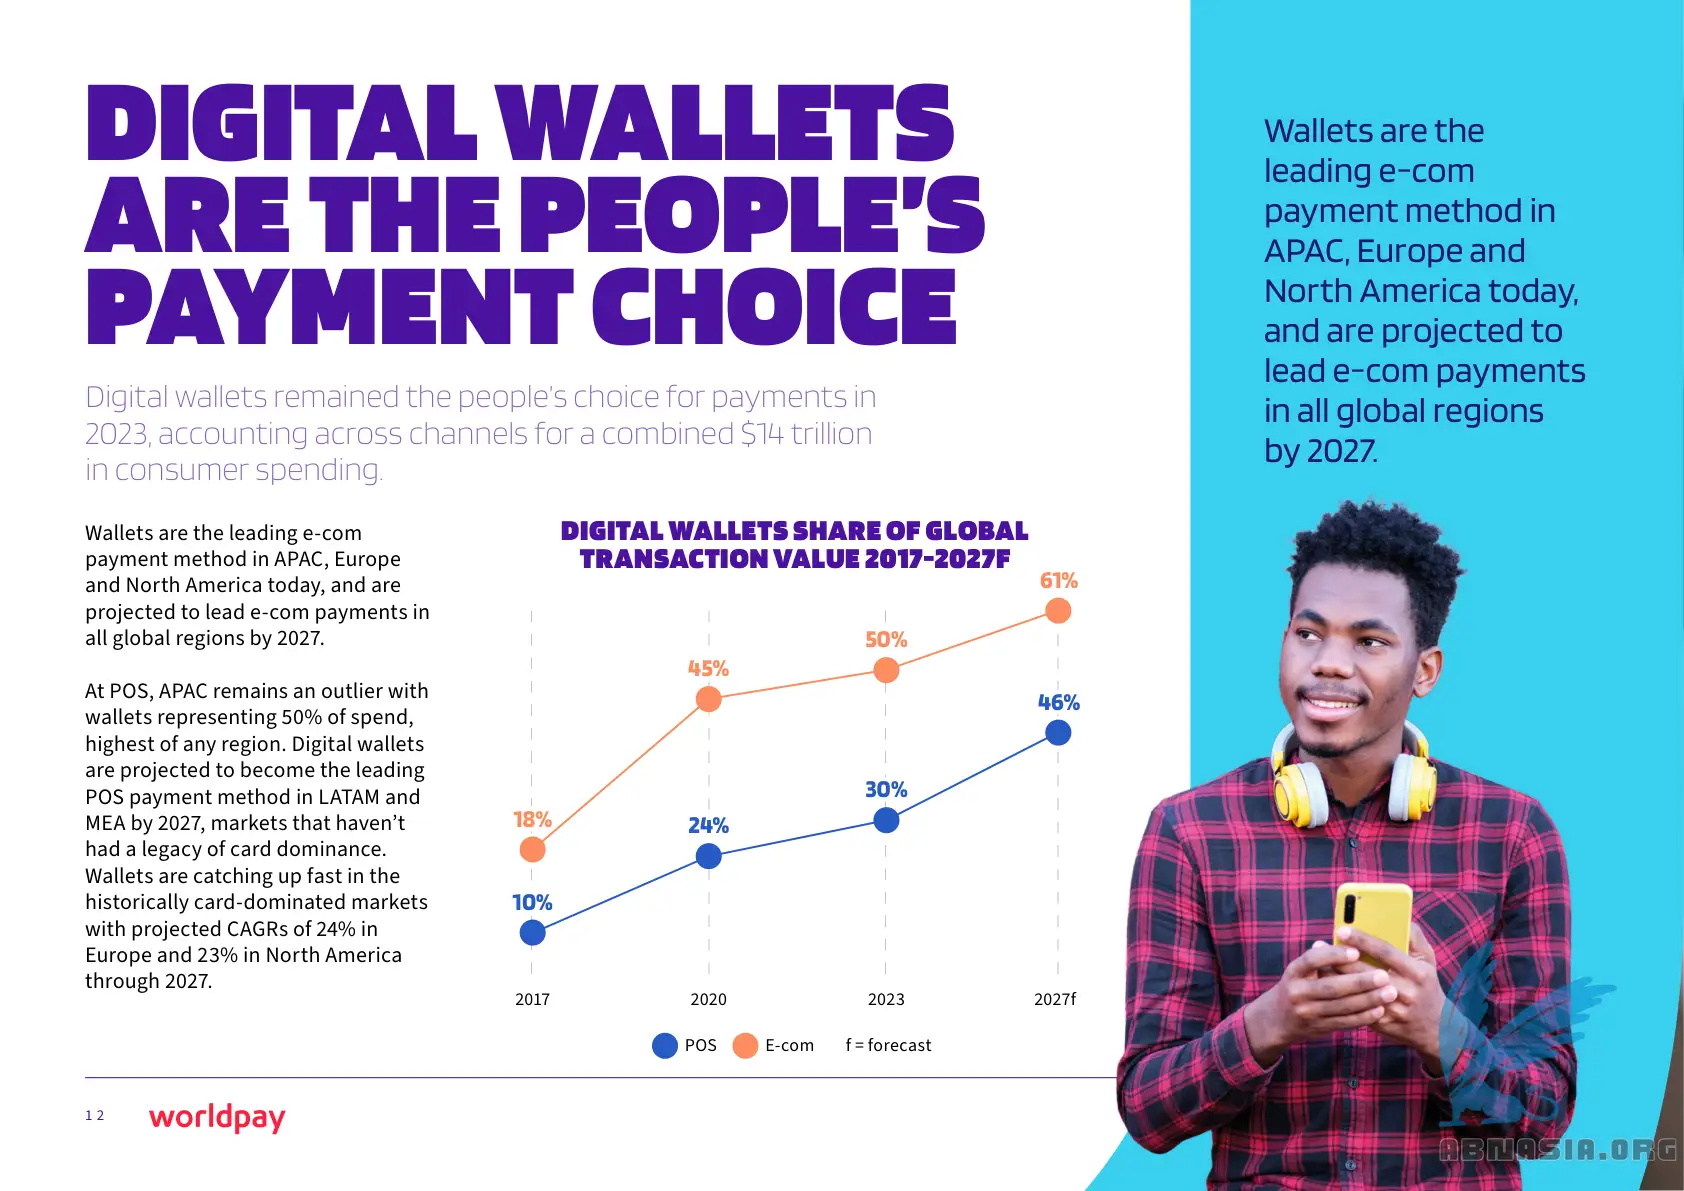 DIGITAL WALLETS
ARE THE PEOPLE'S
PAYMENT CHOICE
Digital wallets remained the people's choice for payments in
2023, accounting across channels for a combined $14 trillion
in consumer spending.
Wallets are the leading e-com
payment method in APAC, Europe
and North America today, and are
projected to lead e-com payments in
all global regions by 2027.
At POS, APAC remains an outlier with
wallets representing 50% of spend,
highest of any region. Digital wallets
are projected to become the leading
POS payment method in LATAM and
MEA by 2027, markets that haven't
had a legacy of card dominance.
Wallets are catching up fast in the
historically card-dominated markets
with projected CAGRs of 24% in
Europe and 23% in North America
through 2027.
DIGITAL WALLETS SHARE OF GLOBAL
TRANSACTION VALUE 2017-2027F
61%
50%
45%
46%
30%
18%
24%
10%
2017 2020 2023 2027f
POS E-com f = forecast
Wallets are the
leading e-com
payment method in
APAC, Europe and
North America today,
and are projected to
lead e-com payments
in all global regions
by 2027.
12 worldpay
ABNASIA.ORG